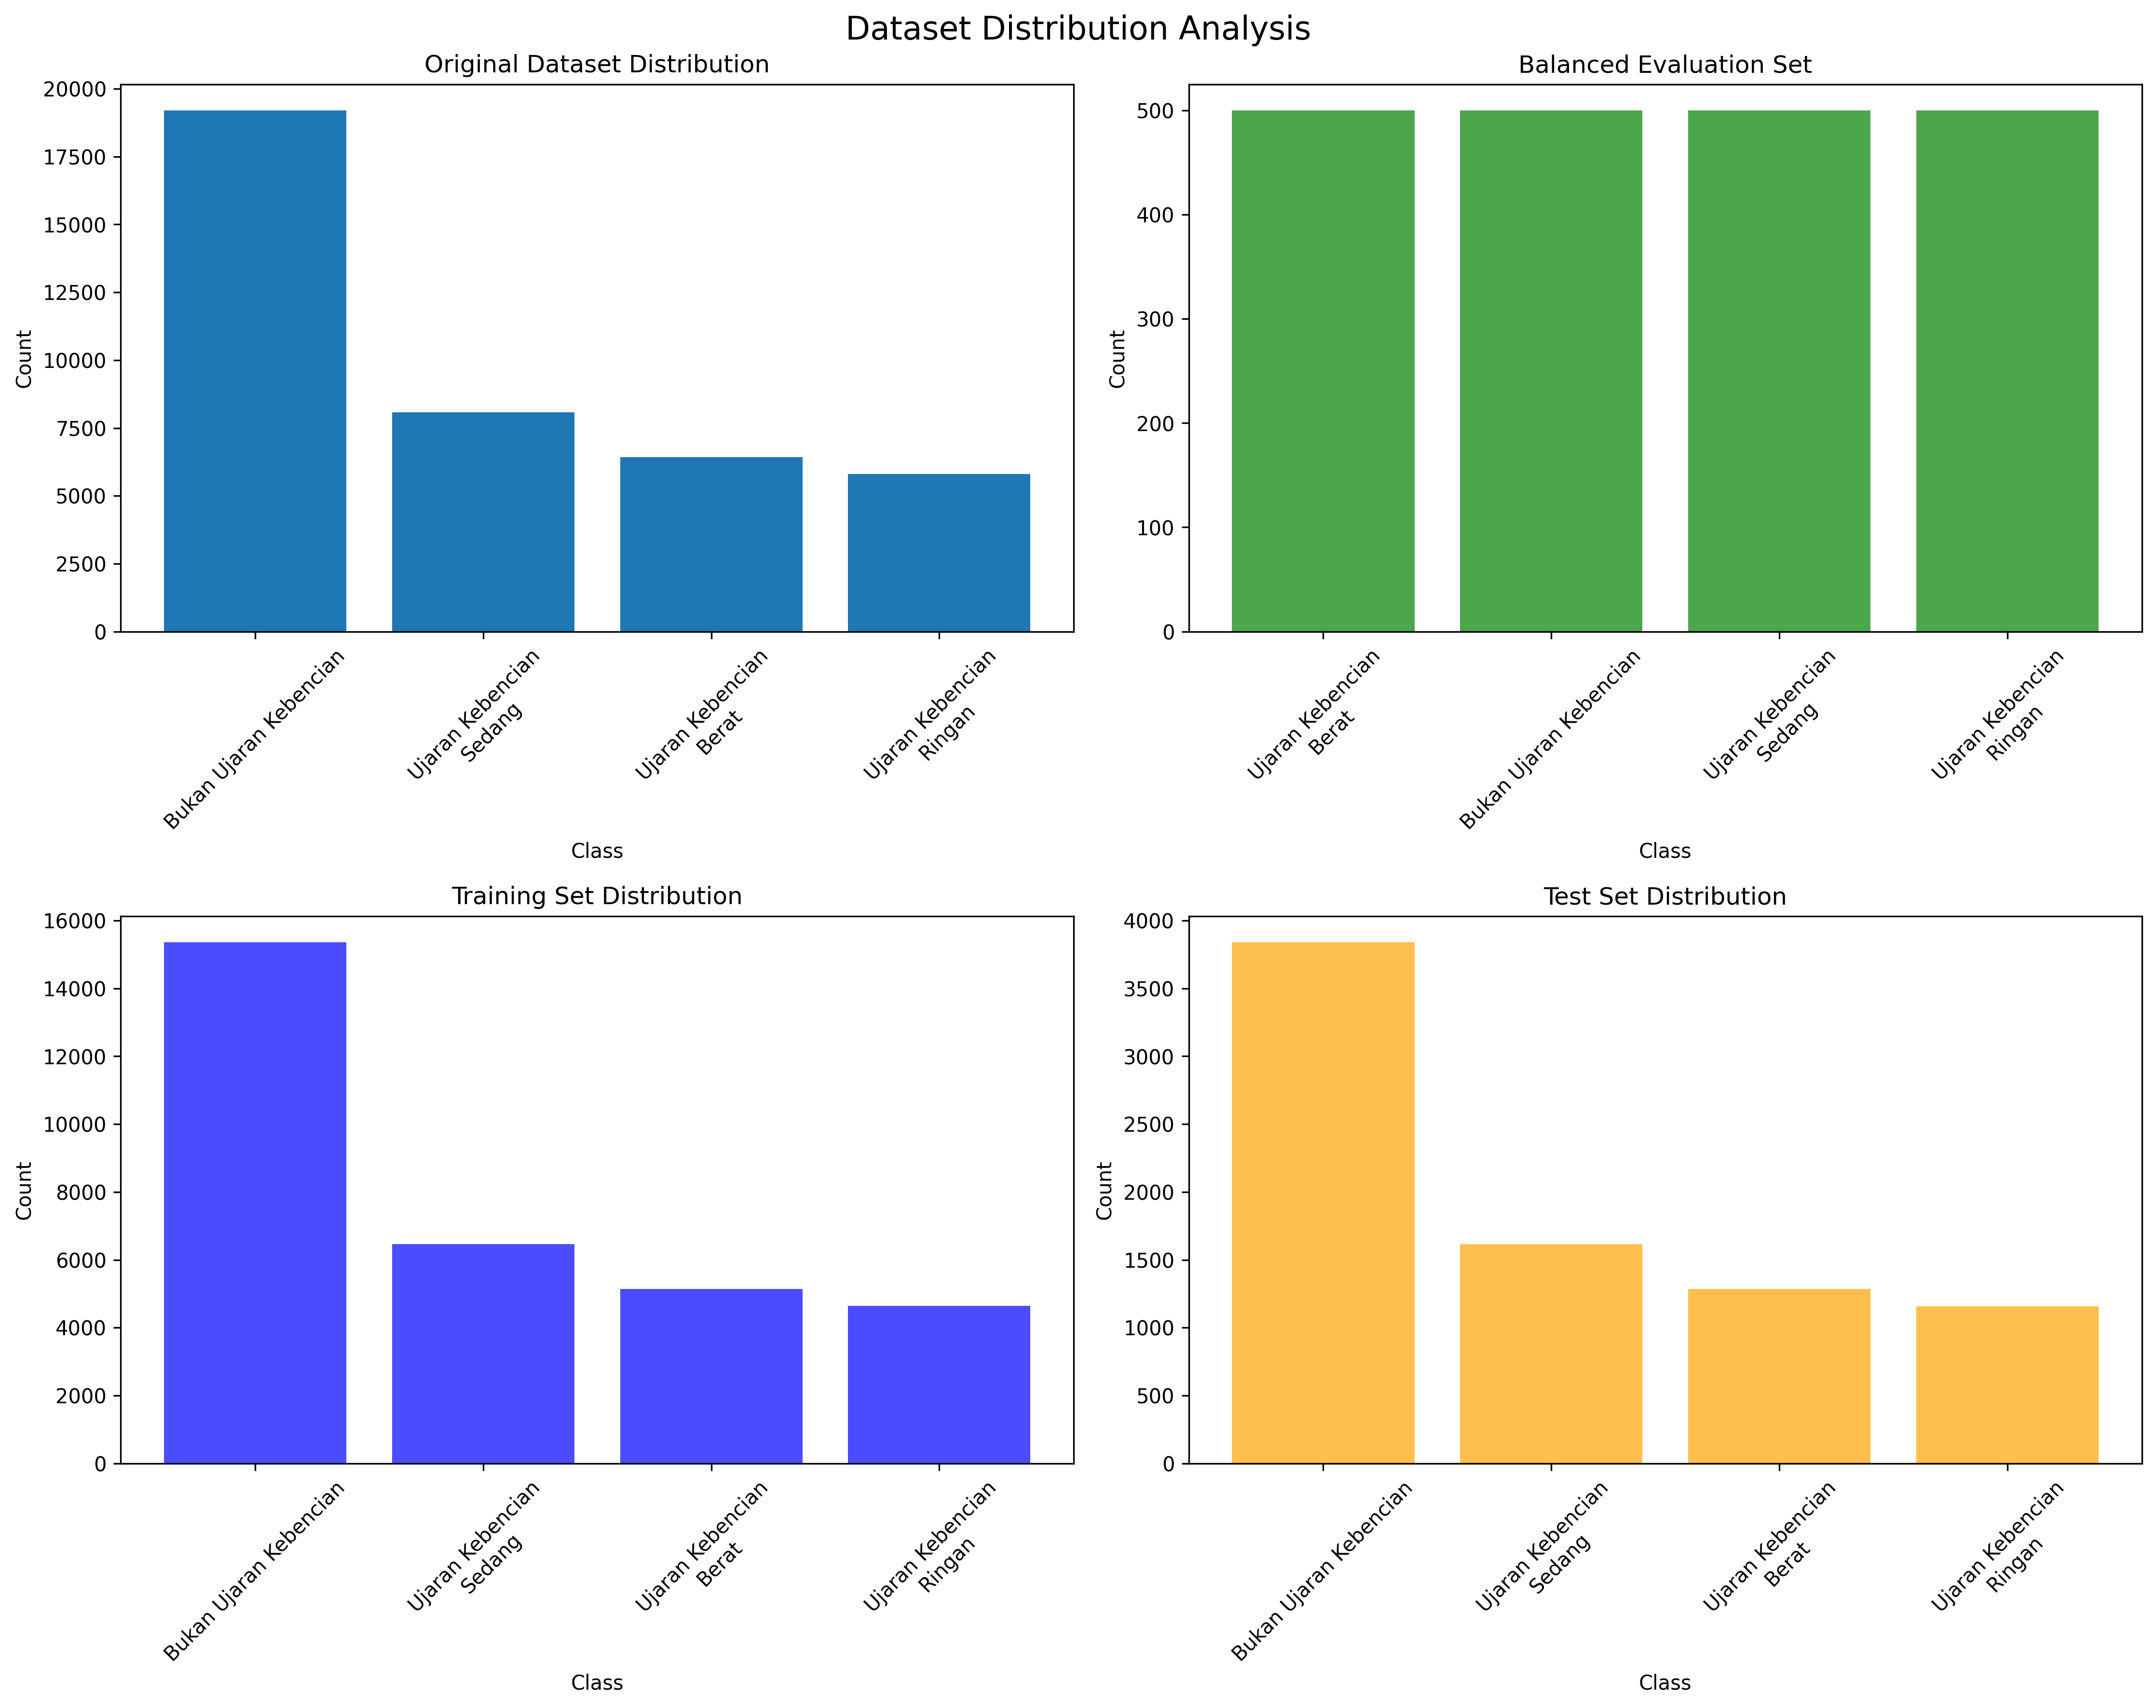 Dataset Distribution Analysis
Original Dataset Distribution
Count
20000
17500
15000
12500
10000
7500
5000
2500
0
Bukan Ujaran Kebencian
Ujaran Kebencian
Sedang
Ujaran Kebencian
Berat
Ujaran Kebencian
Ringan
Class
Balanced Evaluation Set
Count
500
400
300
200
100
0
Ujaran Kebencian
Berat
Bukan Ujaran Kebencian
Ujaran Kebencian
Sedang
Ujaran Kebencian
Ringan
Class
Training Set Distribution
Count
16000
14000
12000
10000
8000
6000
4000
2000
0
Bukan Ujaran Kebencian
Ujaran Kebencian
Sedang
Ujaran Kebencian
Berat
Ujaran Kebencian
Ringan
Class
Test Set Distribution
Count
4000
3500
3000
2500
2000
1500
1000
500
0
Bukan Ujaran Kebencian
Ujaran Kebencian
Sedang
Ujaran Kebencian
Berat
Ujaran Kebencian
Ringan
Class